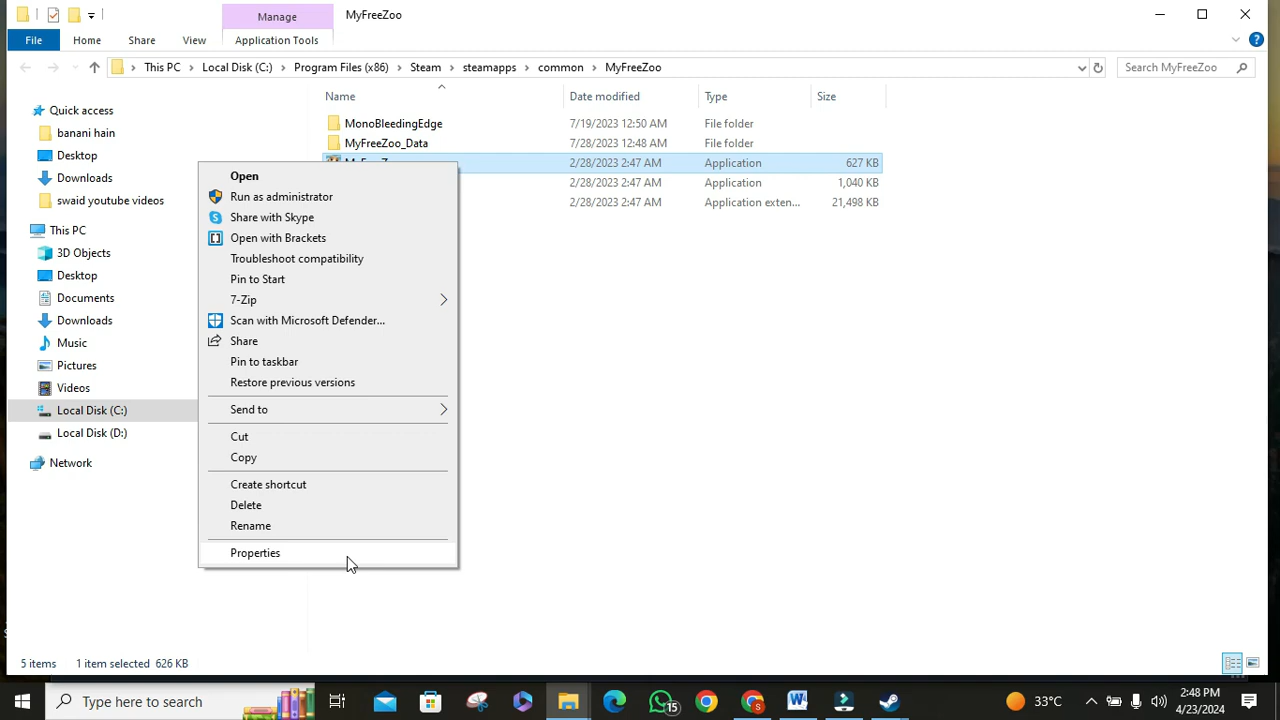 Manage
MyFreeZoo
File
Home
Share
View
Application Tools
This PC
Local Disk (C:)
Program Files (x86)
Steam
steamapps
common
MyFreeZoo
Search MyFreeZoo
Name
Date modified
Type
Size
Quick access
banani hain
Desktop
Downloads
swaid youtube videos
This PC
3D Objects
Desktop
Documents
Downloads
Music
Pictures
Videos
Local Disk (C:)
Local Disk (D:)
Network
MonoBleedingEdge 7/19/2023 12:50 AM File folder
MyFreeZoo_Data 7/28/2023 12:48 AM File folder
2/28/2023 2:47 AM Application 627 KB
2/28/2023 2:47 AM Application 1,040 KB
2/28/2023 2:47 AM Application exten... 21,498 KB
Open
Run as administrator
Share with Skype
Open with Brackets
Troubleshoot compatibility
Pin to Start
7-Zip
Scan with Microsoft Defender...
Share
Pin to taskbar
Restore previous versions
Send to
Cut
Copy
Create shortcut
Delete
Rename
Properties
5 items 1 item selected 626 KB
Type here to search
15
33°C
2:48 PM
4/23/2024